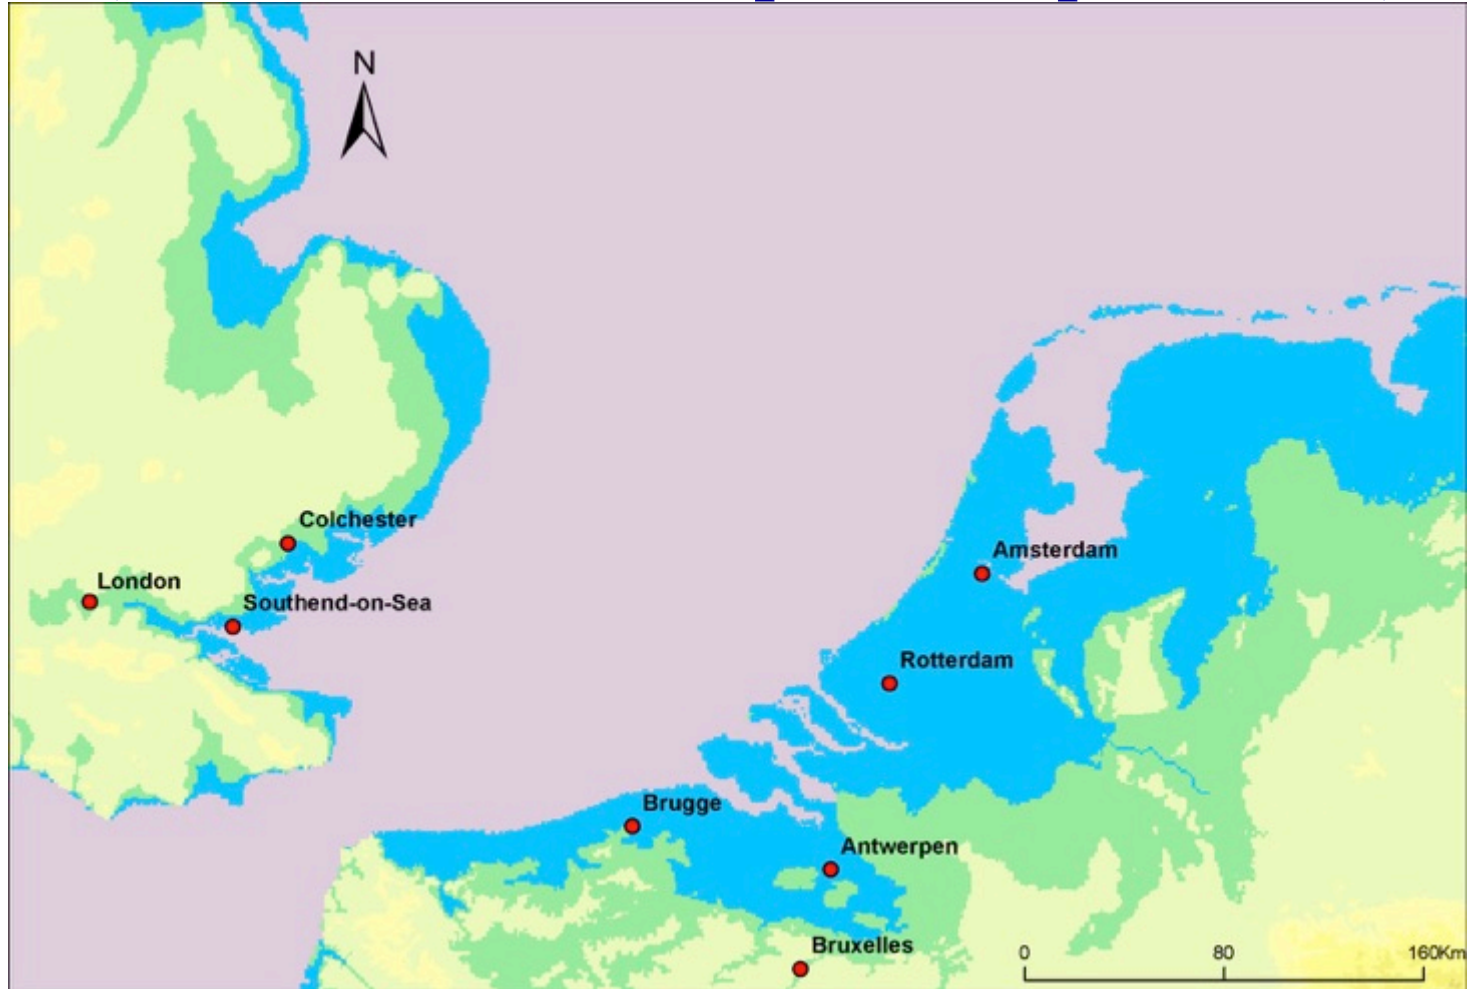 N
Colchester
Amsterdam
London
Southend-on-Sea
Rotterdam
Brugge
Antwerpen
Bruxelles
0 80 160Km